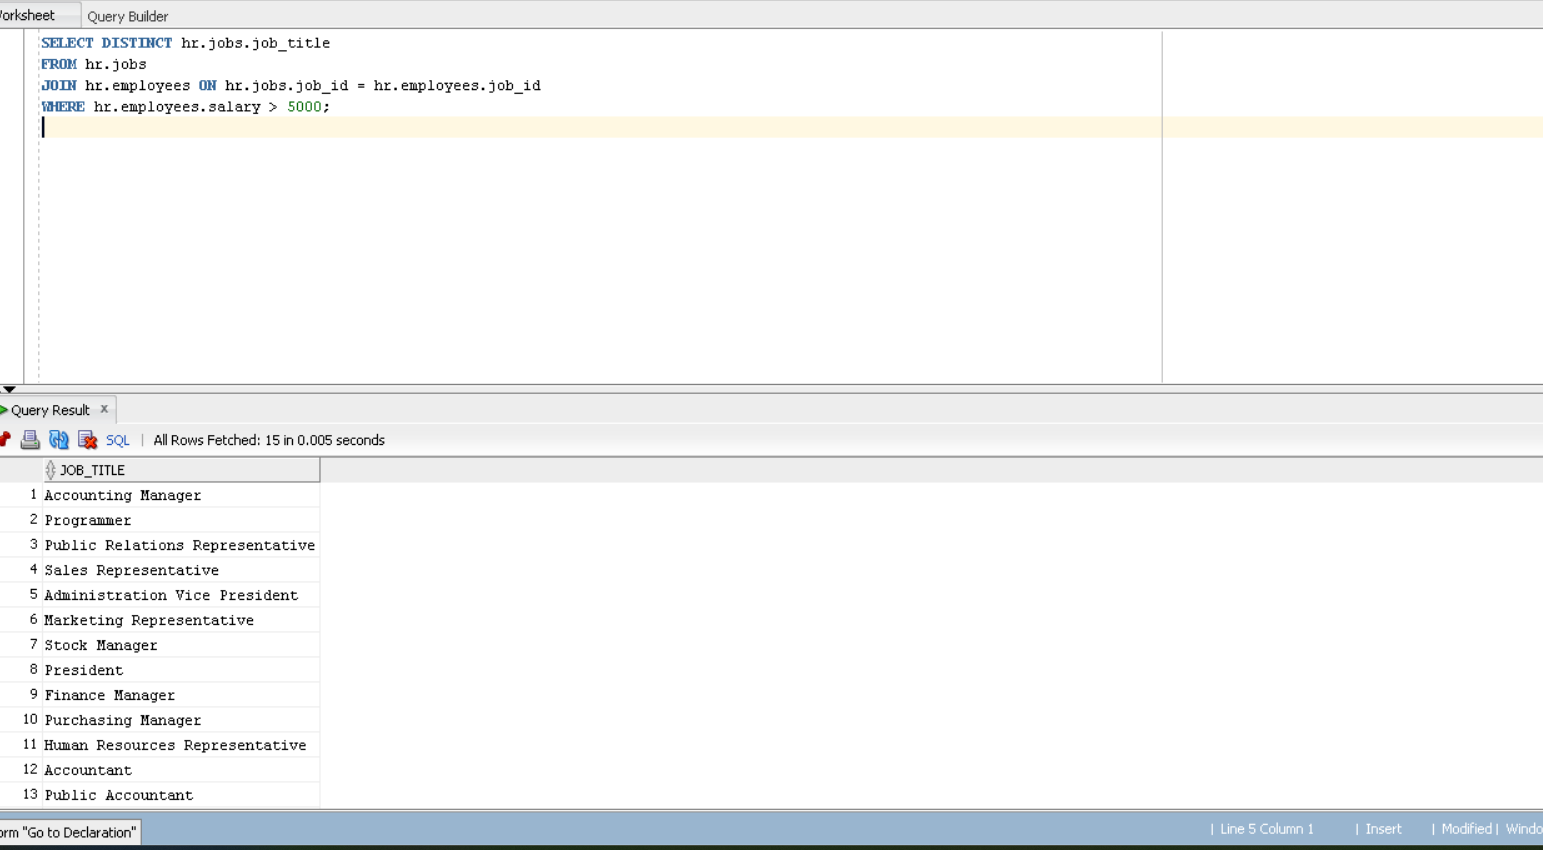 Worksheet Query Builder
SELECT DISTINCT hr.jobs.job_title
FROM hr.jobs
JOIN hr.employees ON hr.jobs.job_id = hr.employees.job_id
WHERE hr.employees.salary > 5000;
Query Result x
SQL | All Rows Fetched: 15 in 0.005 seconds
JOB_TITLE
1 Accounting Manager
2 Programmer
3 Public Relations Representative
4 Sales Representative
5 Administration Vice President
6 Marketing Representative
7 Stock Manager
8 President
9 Finance Manager
10 Purchasing Manager
11 Human Resources Representative
12 Accountant
13 Public Accountant
orm "Go to Declaration"
| Line 5 Column 1 | Insert | Modified | Windo